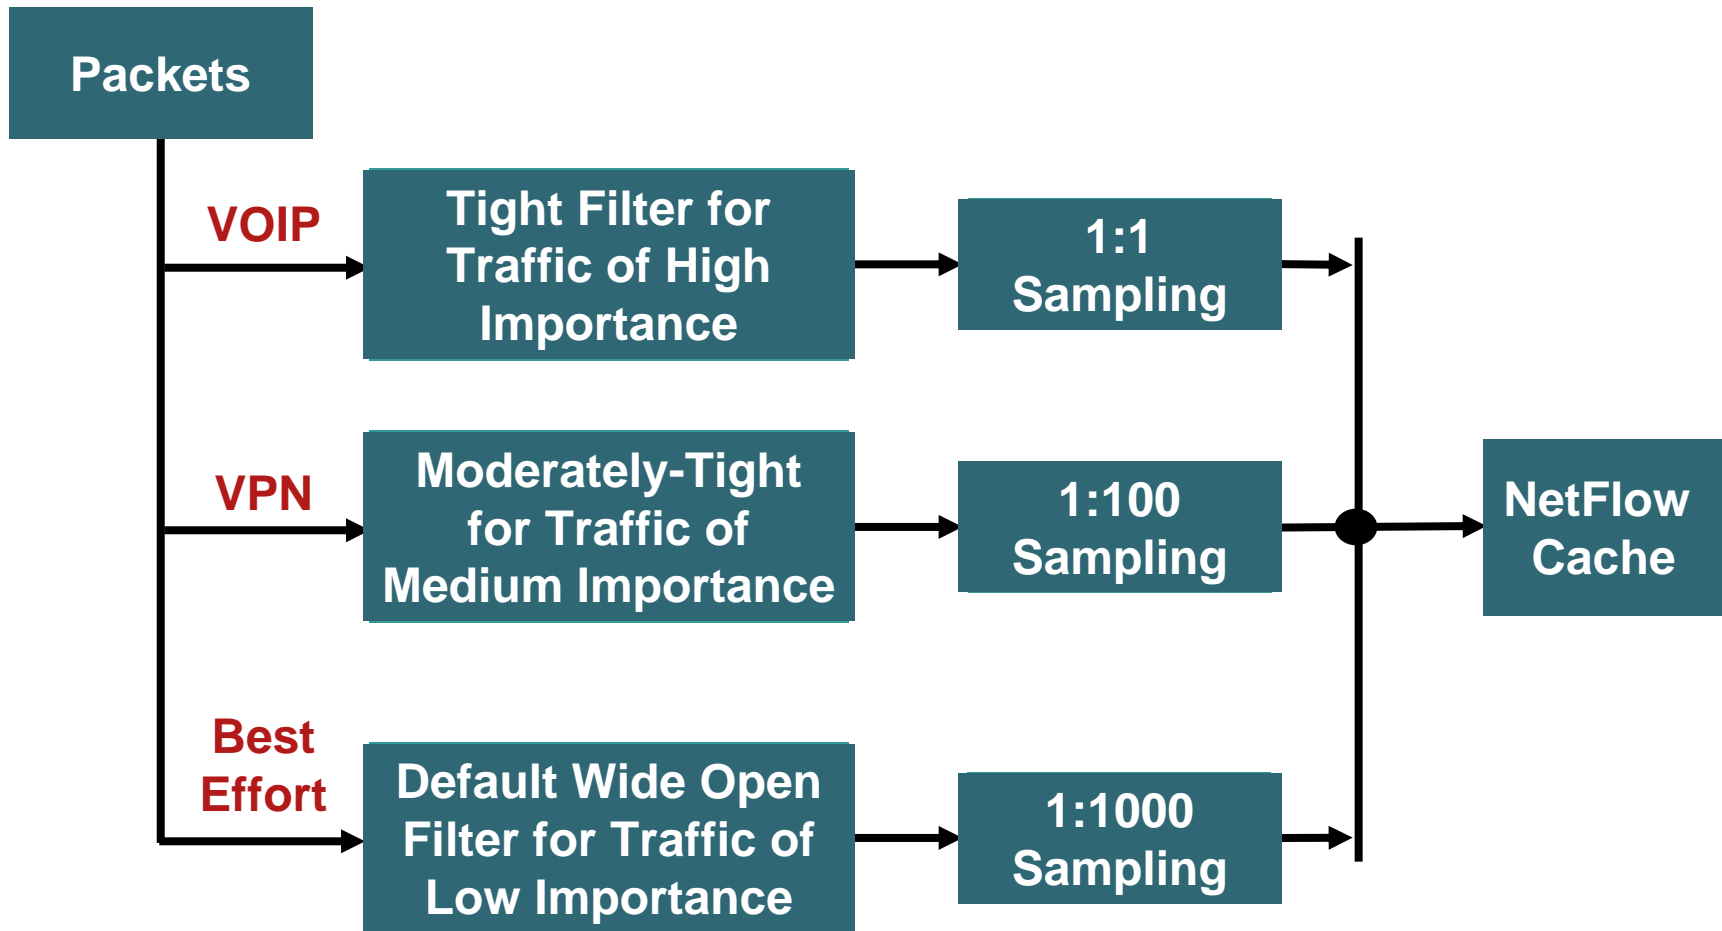 Packets
VOIP
Tight Filter for
Traffic of High
Importance
1:1
Sampling
VPN
Moderately-Tight
for Traffic of
Medium Importance
1:100
Sampling
NetFlow
Cache
Best
Effort
Default Wide Open
Filter for Traffic of
Low Importance
1:1000
Sampling